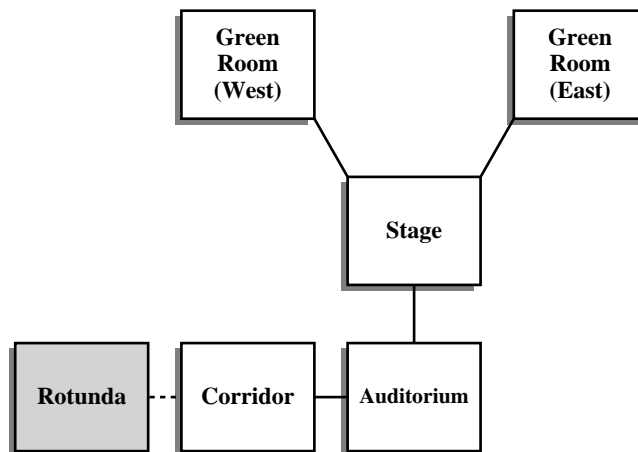 Green
Room
(West)
Green
Room
(East)
Stage
Rotunda
Corridor
Auditorium